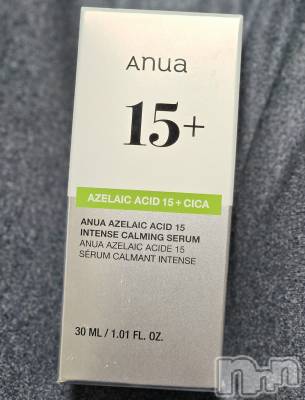 Anua
15+
AZELAIC ACID 15 + CICA
ANUA AZELAIC ACID 15
INTENSE CALMING SERUM
ANUA AZELAIC ACIDE 15
SÉRUM CALMANT INTENSE
30 ML / 1.01 FL. OZ.